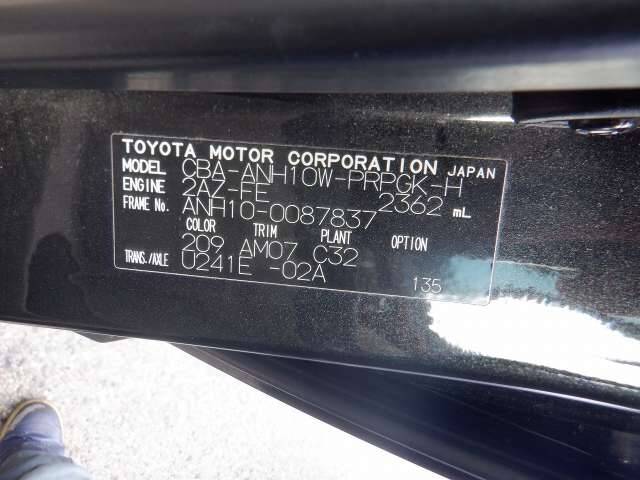 TOYOTA MOTOR CORPORATION JAPAN
MODEL CBA-ANH10W-PRPGK-H
ENGINE 2AZ-FE 2362 mL
FRAME No. ANH10-0087837
COLOR TRIM PLANT OPTION
209 AM07 C32
TRANS./AXLE U241E -02A
135